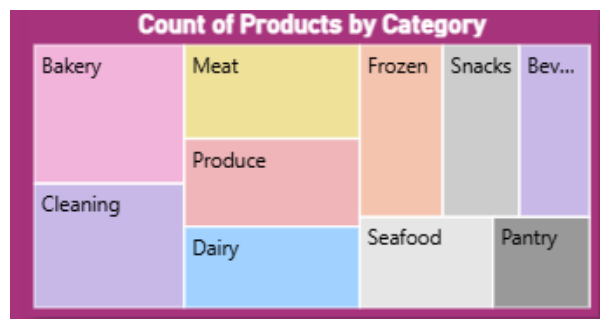 Count of Products by Category
Bakery
Meat
Frozen
Snacks
Bev...
Produce
Cleaning
Dairy
Seafood
Pantry